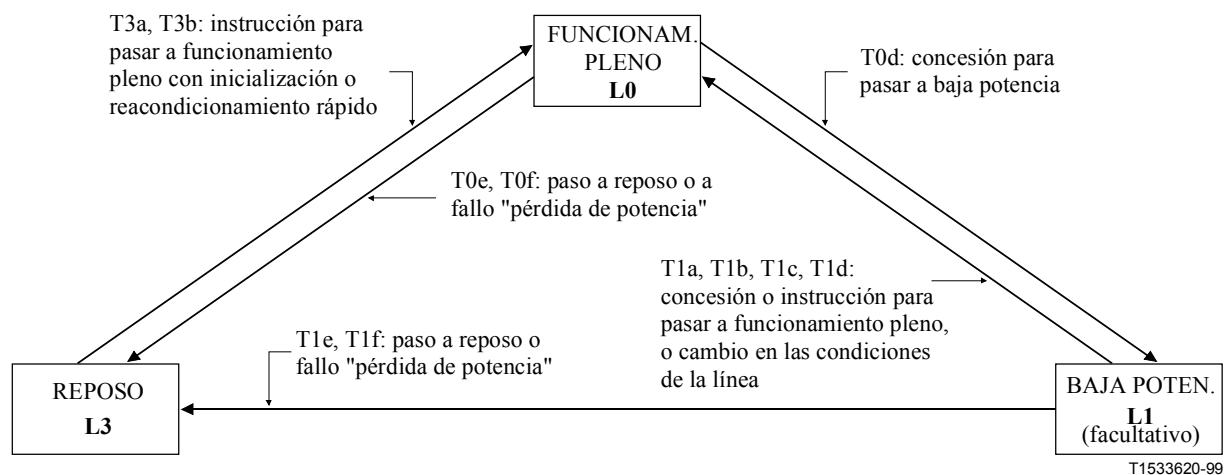 T3a, T3b: instrucción para
pasar a funcionamiento
pleno con inicialización o
reacondicionamiento rápido
FUNCIONAM.
PLENO
L0
T0d: concesión para
pasar a baja potencia
T0e, T0f: paso a reposo o a
fallo "pérdida de potencia"
T1a, T1b, T1c, T1d:
concesión o instrucción para
pasar a funcionamiento pleno,
o cambio en las condiciones
de la línea
T1e, T1f: paso a reposo o
fallo "pérdida de potencia"
REPOSO
L3
BAJA POTEN.
L1
(facultativo)
T1533620-99